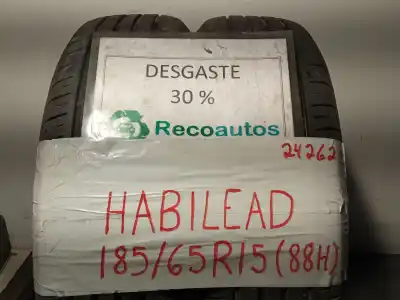 DESGASTE
30 %
Recoautos
24262
HABILEAD
185/65R15 (88H)